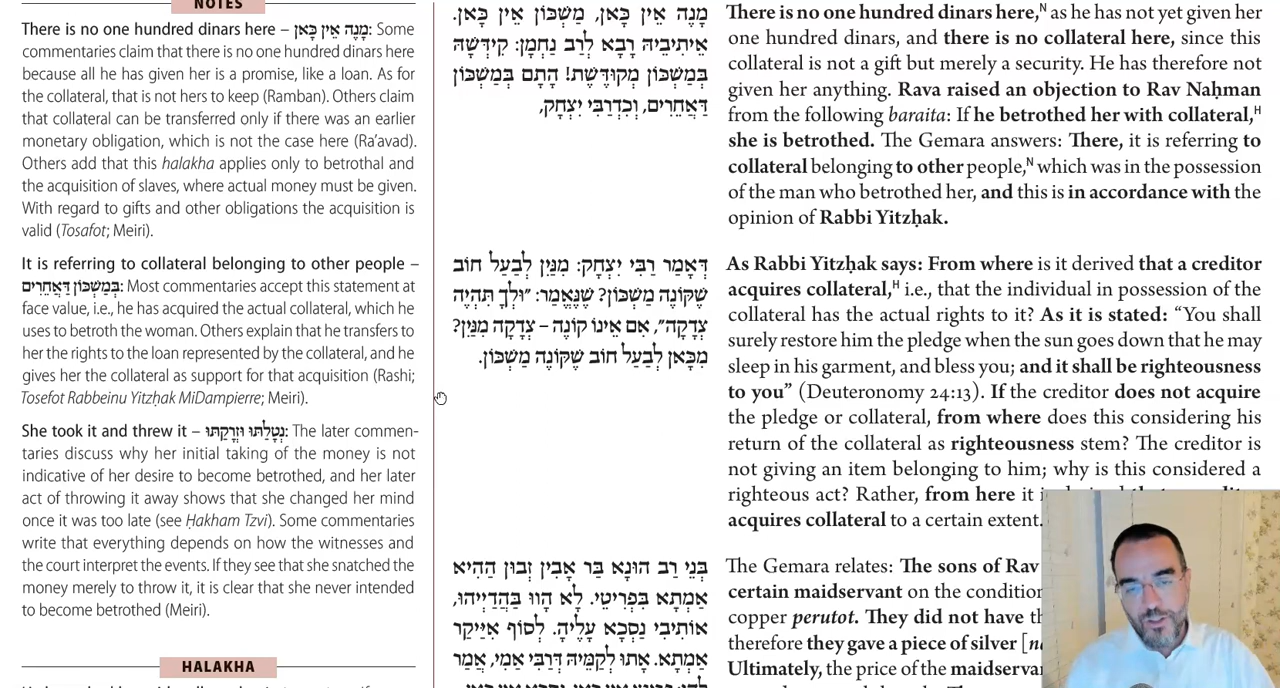 NOTES
There is no one hundred dinars here – מָנֶה אֵין כָּאן: Some
commentaries claim that there is no one hundred dinars here
because all he has given her is a promise, like a loan. As for
the collateral, that is not hers to keep (Ramban). Others claim
that collateral can be transferred only if there was an earlier
monetary obligation, which is not the case here (Ra'avad).
Others add that this halakha applies only to betrothal and
the acquisition of slaves, where actual money must be given.
With regard to gifts and other obligations the acquisition is
valid (Tosafot; Meiri).
It is referring to collateral belonging to other people –
בְּמַשְׁכּוֹן דַּאֲחֵרִים: Most commentaries accept this statement at
face value, i.e., he has acquired the actual collateral, which he
uses to betroth the woman. Others explain that he transfers to
her the rights to the loan represented by the collateral, and he
gives her the collateral as support for that acquisition (Rashi;
Tosefot Rabbeinu Yitzḥak MiDampierre; Meiri).
She took it and threw it – נְטָלַתּוּ וּזְרָקַתּוּ: The later commen-
taries discuss why her initial taking of the money is not
indicative of her desire to become betrothed, and her later
act of throwing it away shows that she changed her mind
once it was too late (see Ḥakham Tzvi). Some commentaries
write that everything depends on how the witnesses and
the court interpret the events. If they see that she snatched the
money merely to throw it, it is clear that she never intended
to become betrothed (Meiri).
HALAKHA
מָנֶה אֵין כָּאן, מַשְׁכּוֹן אֵין כָּאן.
אֵיתִיבֵיהּ רָבָא לְרַב נַחְמָן: קִידְּשָׁהּ
בְּמַשְׁכּוֹן מְקוּדֶּשֶׁת! הָתָם בְּמַשְׁכּוֹן
דַּאֲחֵרִים, וְכִדְרַבִּי יִצְחָק,
דְּאָמַר רַבִּי יִצְחָק: מִנַּיִן לְבַעַל חוֹב
שֶׁקּוֹנֶה מַשְׁכּוֹן? שֶׁנֶּאֱמַר: ״וּלְךָ תִּהְיֶה
צְדָקָה״, אִם אֵינוֹ קוֹנֶה – צְדָקָה מִנַּיִן?
מִכָּאן לְבַעַל חוֹב שֶׁקּוֹנֶה מַשְׁכּוֹן.
בְּנֵי רַב הוּנָא בַּר אָבִין זְבוּן הַהִיא
אַמְתָא בִּפְרִיטֵי. לָא הֲווֹ בַּהֲדַיְיהוּ,
אוֹתִיבִי נַסְכָא עֲלֵיהּ. לְסוֹף אִיַּיקַר
אַמְתָא. אֲתוֹ לְקַמֵּיהּ דְּרַבִּי אַמֵּי, אֲמַר
There is no one hundred dinars here,ᴺ as he has not yet given her
one hundred dinars, and there is no collateral here, since this
collateral is not a gift but merely a security. He has therefore not
given her anything. Rava raised an objection to Rav Naḥman
from the following baraita: If he betrothed her with collateral,ᴴ
she is betrothed. The Gemara answers: There, it is referring to
collateral belonging to other people,ᴺ which was in the possession
of the man who betrothed her, and this is in accordance with the
opinion of Rabbi Yitzḥak.
As Rabbi Yitzḥak says: From where is it derived that a creditor
acquires collateral,ᴴ i.e., that the individual in possession of the
collateral has the actual rights to it? As it is stated: “You shall
surely restore him the pledge when the sun goes down that he may
sleep in his garment, and bless you; and it shall be righteousness
to you” (Deuteronomy 24:13). If the creditor does not acquire
the pledge or collateral, from where does this considering his
return of the collateral as righteousness stem? The creditor is
not giving an item belonging to him; why is this considered a
righteous act? Rather, from here it
acquires collateral to a certain extent.
The Gemara relates: The sons of Rav
certain maidservant on the condition
copper perutot. They did not have
therefore they gave a piece of silver
Ultimately, the price of the